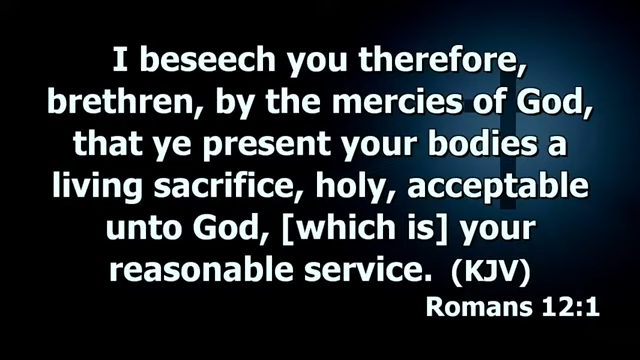 I beseech you therefore,
brethren, by the mercies of God,
that ye present your bodies a
living sacrifice, holy, acceptable
unto God, [which is] your
reasonable service. (KJV)
Romans 12:1